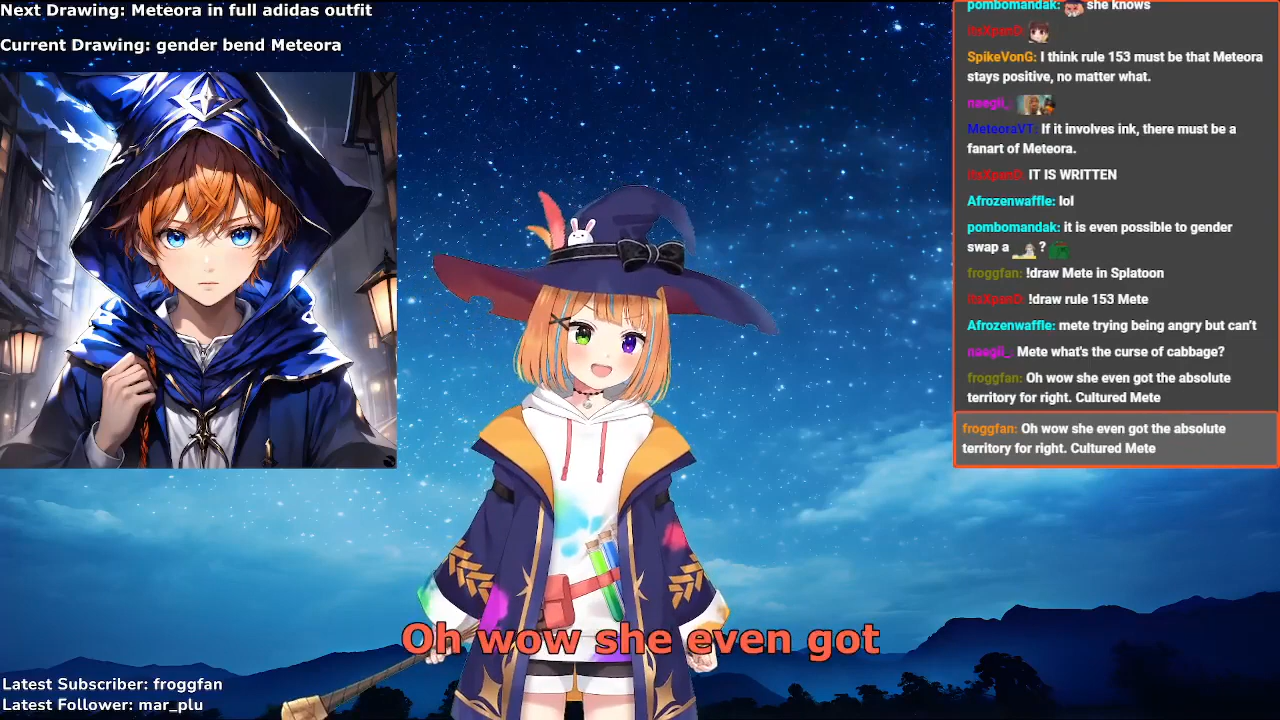 Next Drawing: Meteora in full adidas outfit
Current Drawing: gender bend Meteora
pombomandak: she knows
ItsXpmD:
SpikeVonG: I think rule 153 must be that Meteora
stays positive, no matter what.
naegii_
MeteoraVT: If it involves ink, there must be a
fanart of Meteora.
IT IS WRITTEN
Afrozenwaffle: lol
pombomandak: it is even possible to gender
swap a ?
froggfan: !draw Mete in Splatoon
!draw rule 153 Mete
Afrozenwaffle: mete trying being angry but can't
naegii_ Mete what's the curse of cabbage?
froggfan: Oh wow she even got the absolute
territory for right. Cultured Mete
froggfan: Oh wow she even got the absolute
territory for right. Cultured Mete
Oh wow she even got
Latest Subscriber: froggfan
Latest Follower: mar_plu